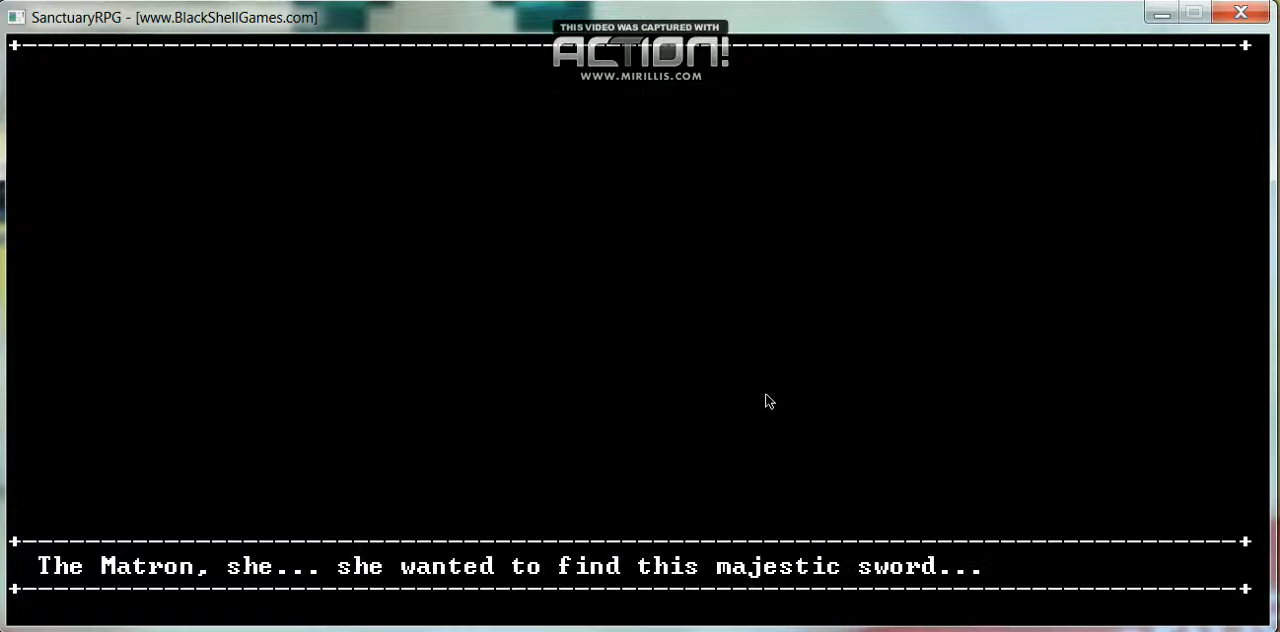 SanctuaryRPG - [www.BlackShellGames.com]
THIS VIDEO WAS CAPTURED WITH
ACTION!
WWW.MIRILLIS.COM
The Matron, she... she wanted to find this majestic sword...